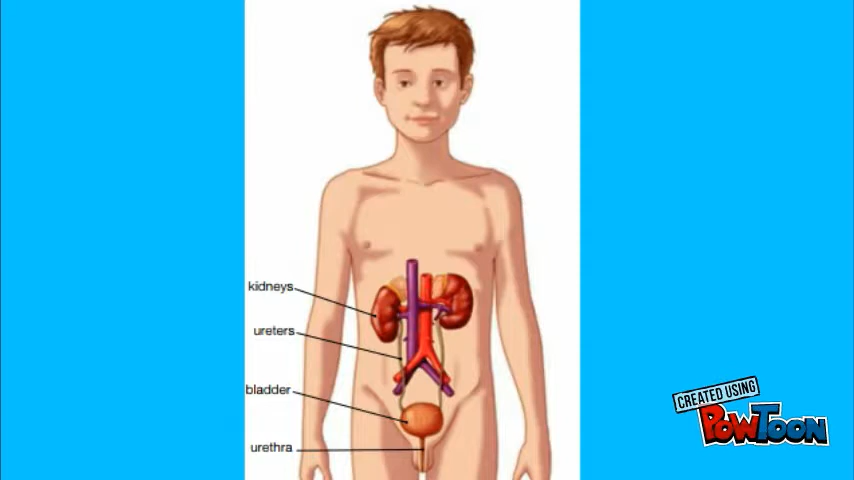 kidneys
ureters
bladder
urethra
CREATED USING
POWTOON